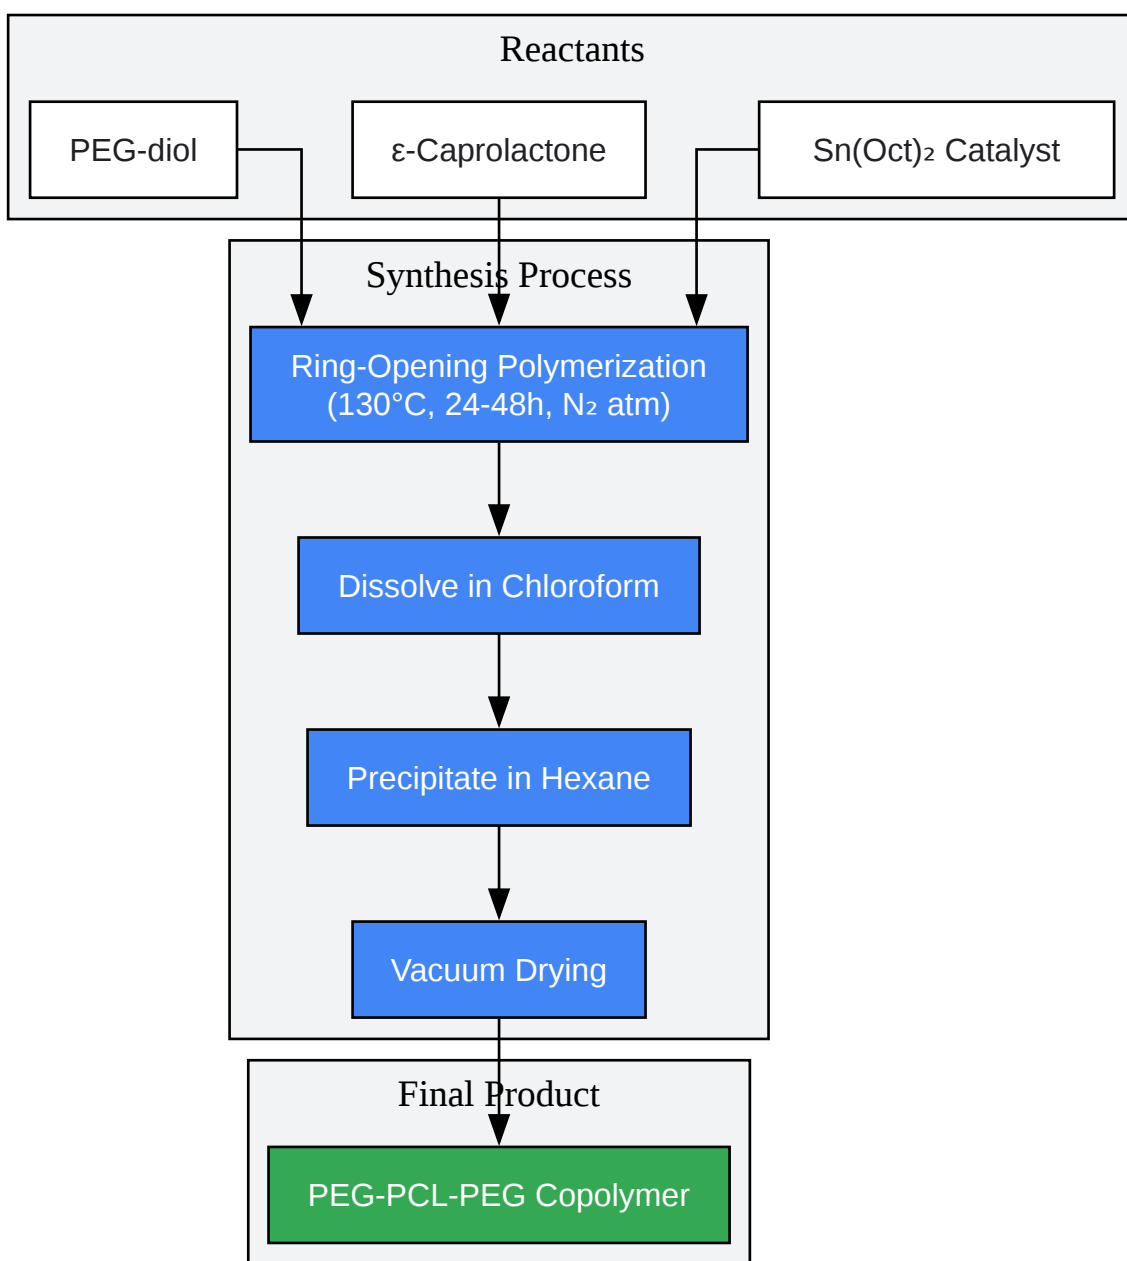 Reactants
PEG-diol
ε-Caprolactone
Sn(Oct)₂ Catalyst
Synthesis Process
Ring-Opening Polymerization
(130°C, 24-48h, N₂ atm)
Dissolve in Chloroform
Precipitate in Hexane
Vacuum Drying
Final Product
PEG-PCL-PEG Copolymer